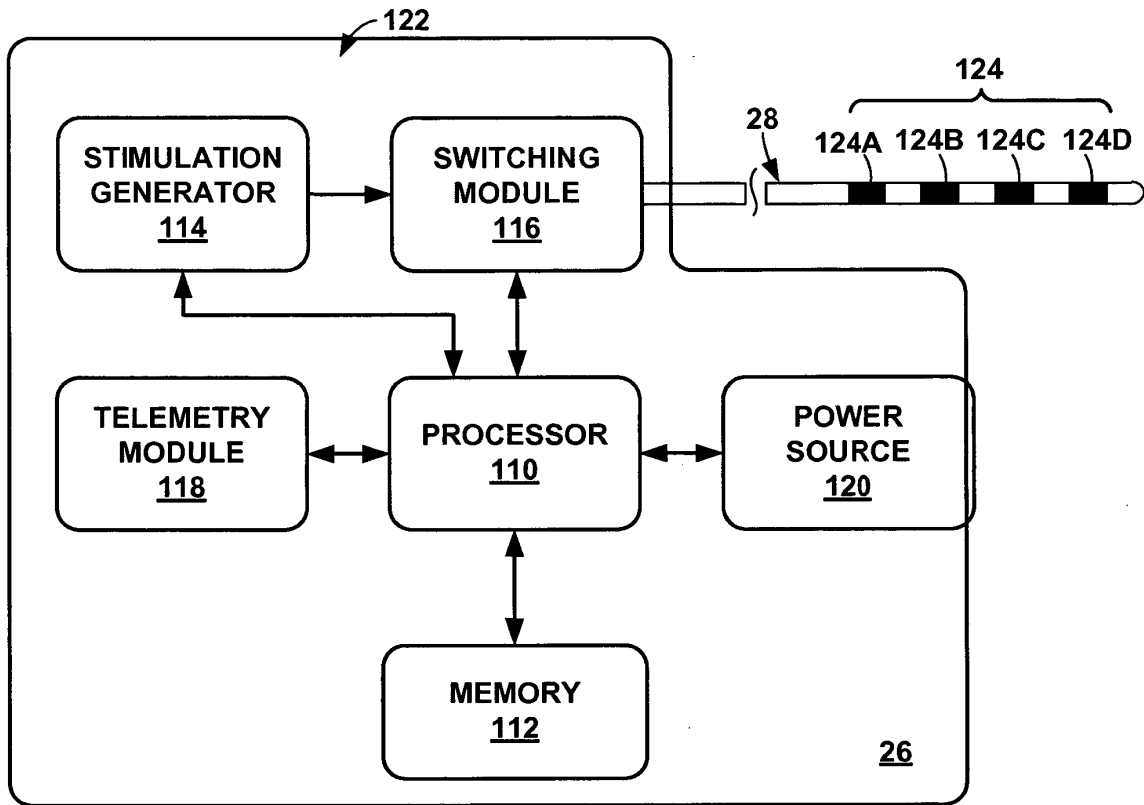 122
124
28
124A 124B 124C 124D
STIMULATION
GENERATOR
114
SWITCHING
MODULE
116
TELEMETRY
MODULE
118
PROCESSOR
110
POWER
SOURCE
120
MEMORY
112
26